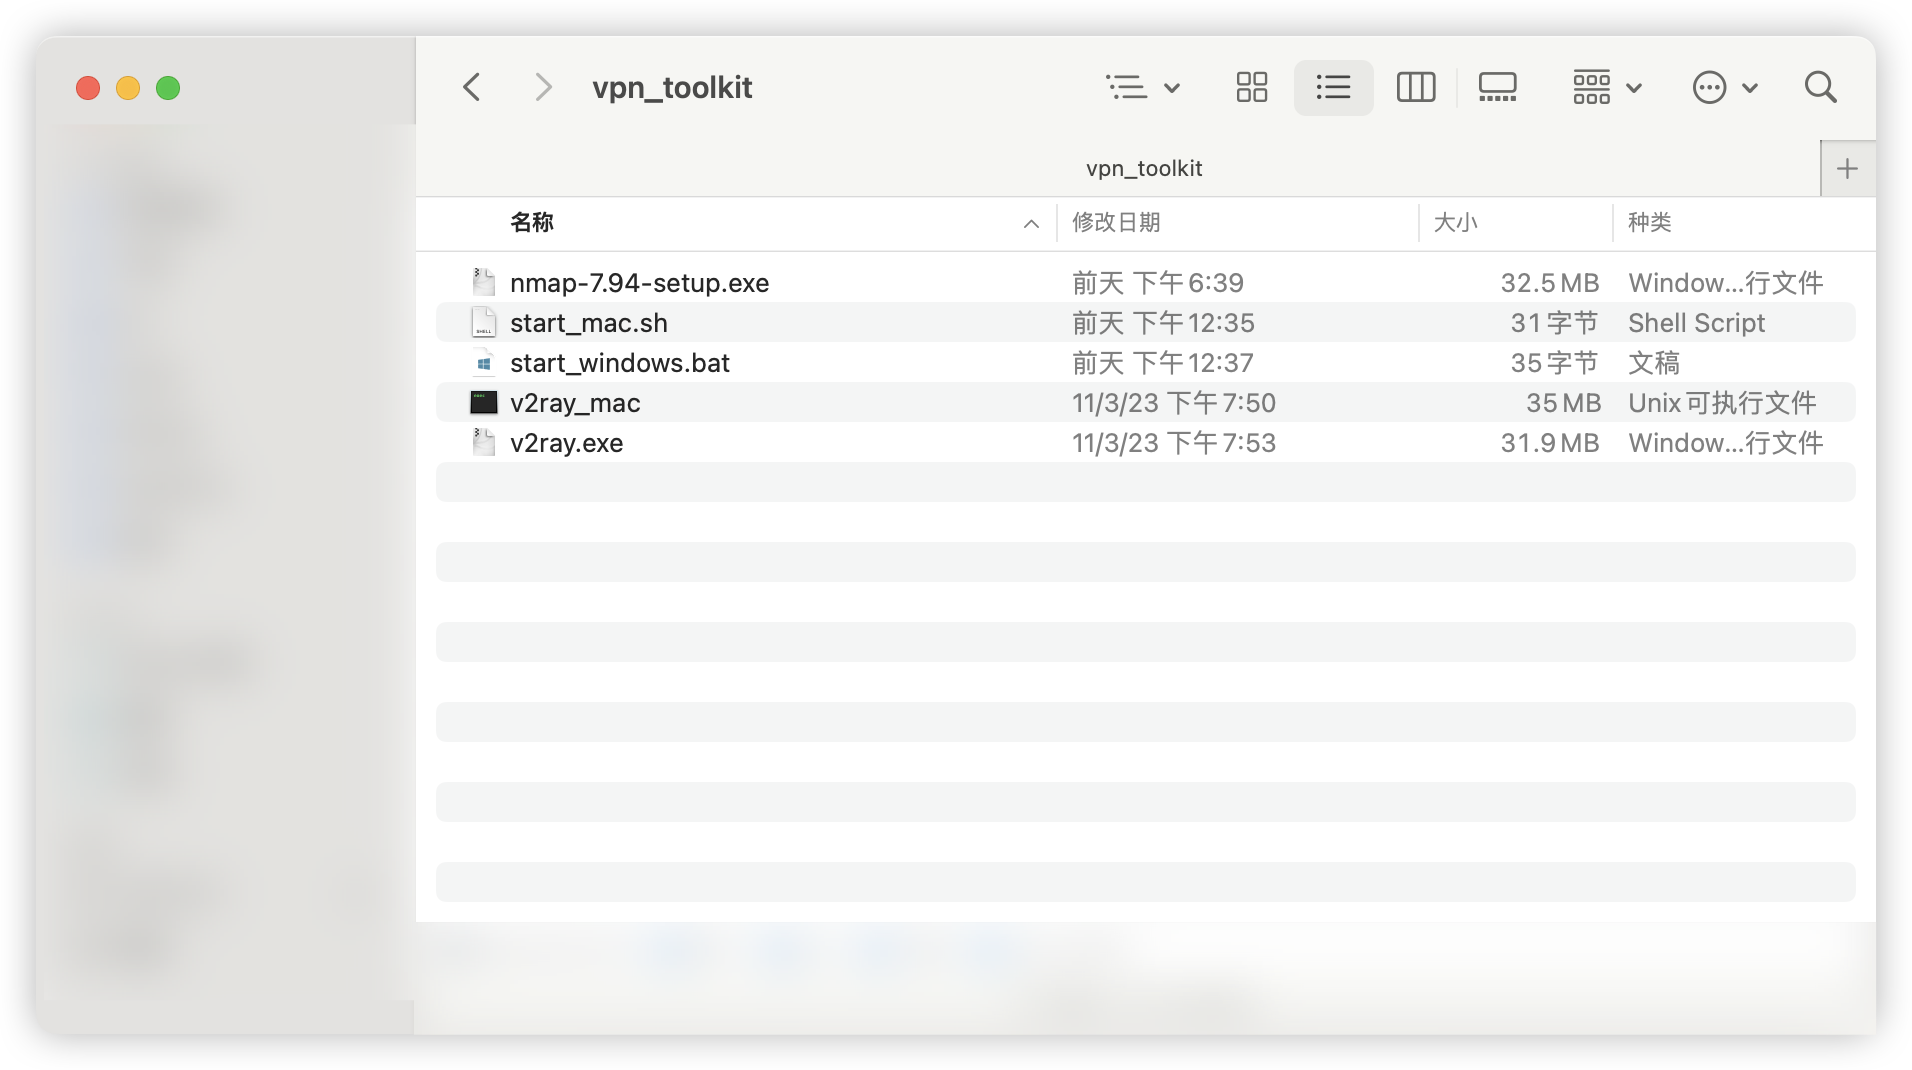 vpn_toolkit
vpn_toolkit
名称 修改日期 大小 种类
nmap-7.94-setup.exe 前天 下午6:39 32.5 MB Window...行文件
start_mac.sh 前天 下午12:35 31 字节 Shell Script
start_windows.bat 前天 下午12:37 35 字节 文稿
v2ray_mac 11/3/23 下午7:50 35 MB Unix可执行文件
v2ray.exe 11/3/23 下午7:53 31.9 MB Window...行文件